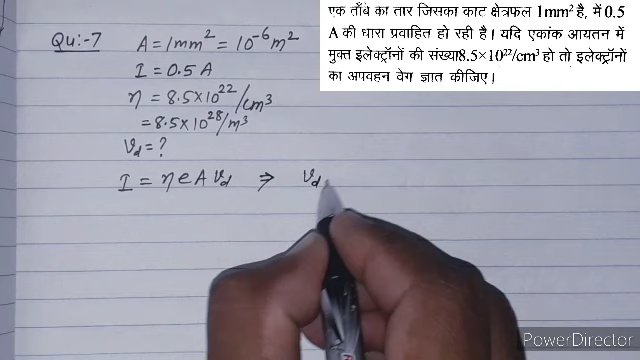 एक ताँबे का तार जिसका काट क्षेत्रफल 1mm² है, में 0.5
A की धारा प्रवाहित हो रही है। यदि एकांक आयतन में
मुक्त इलेक्ट्रॉनों की संख्या8.5×10²²/cm³ हो तो इलेक्ट्रॉनों
का अपवहन वेग ज्ञात कीजिए।
Qu:-7
A = 1mm² = 10⁻⁶ m²
I = 0.5 A
η = 8.5×10²²/cm³
= 8.5×10²⁸/m³
Vd = ?
I = η e A Vd ⇒ Vd
PowerDirector